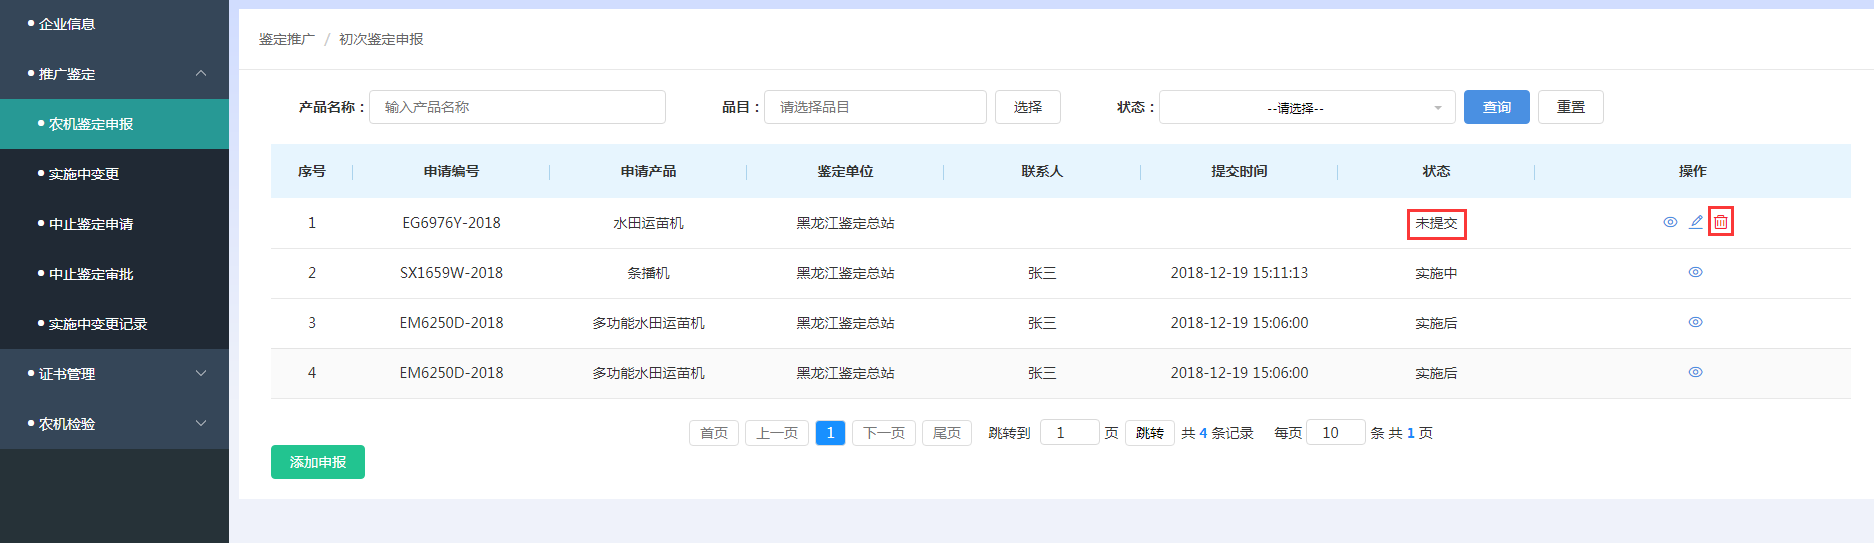 企业信息
推广鉴定
农机鉴定申报
实施中变更
中止鉴定申请
中止鉴定审批
实施中变更记录
证书管理
农机检验
鉴定推广 / 初次鉴定申报
产品名称： 输入产品名称 品目： 请选择品目 选择 状态： --请选择-- 查询 重置
序号 申请编号 申请产品 鉴定单位 联系人 提交时间 状态 操作
1 EG6976Y-2018 水田运苗机 黑龙江鉴定总站 未提交
2 SX1659W-2018 条播机 黑龙江鉴定总站 张三 2018-12-19 15:11:13 实施中
3 EM6250D-2018 多功能水田运苗机 黑龙江鉴定总站 张三 2018-12-19 15:06:00 实施后
4 EM6250D-2018 多功能水田运苗机 黑龙江鉴定总站 张三 2018-12-19 15:06:00 实施后
首页 上一页 1 下一页 尾页 跳转到 1 页 跳转 共 4 条记录 每页 10 条 共 1 页
添加申报